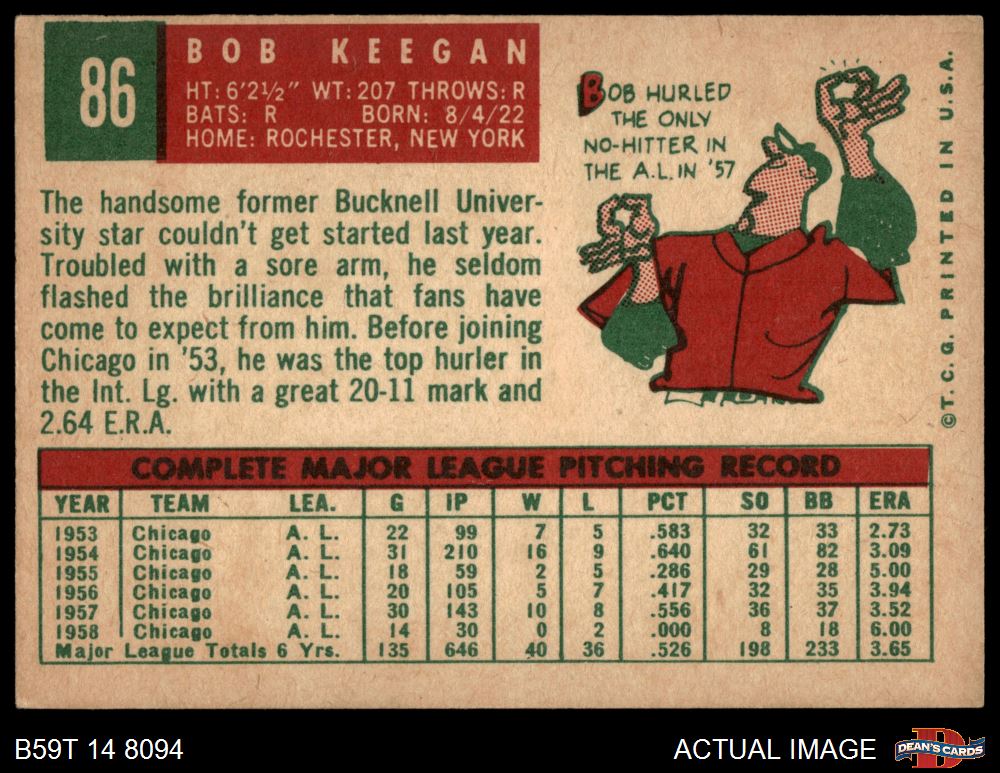 86
BOB KEEGAN
HT: 6'2½" WT: 207 THROWS: R
BATS: R BORN: 8/4/22
HOME: ROCHESTER, NEW YORK
BOB HURLED
THE ONLY
NO-HITTER IN
THE A.L. IN '57
The handsome former Bucknell Univer-
sity star couldn't get started last year.
Troubled with a sore arm, he seldom
flashed the brilliance that fans have
come to expect from him. Before joining
Chicago in '53, he was the top hurler in
the Int. Lg. with a great 20-11 mark and
2.64 E.R.A.
©T. C. G. PRINTED IN U.S.A.
COMPLETE MAJOR LEAGUE PITCHING RECORD
YEAR TEAM LEA. G IP W L PCT SO BB ERA
1953 Chicago A. L. 22 99 7 5 .583 32 33 2.73
1954 Chicago A. L. 31 210 16 9 .640 61 82 3.09
1955 Chicago A. L. 18 59 2 5 .286 29 28 5.00
1956 Chicago A. L. 20 105 5 7 .417 32 35 3.94
1957 Chicago A. L. 30 143 10 8 .556 36 37 3.52
1958 Chicago A. L. 14 30 0 2 .000 8 18 6.00
Major League Totals 6 Yrs. 135 646 40 36 .526 198 233 3.65
B59T 14 8094
ACTUAL IMAGE
D
DEAN'S CARDS